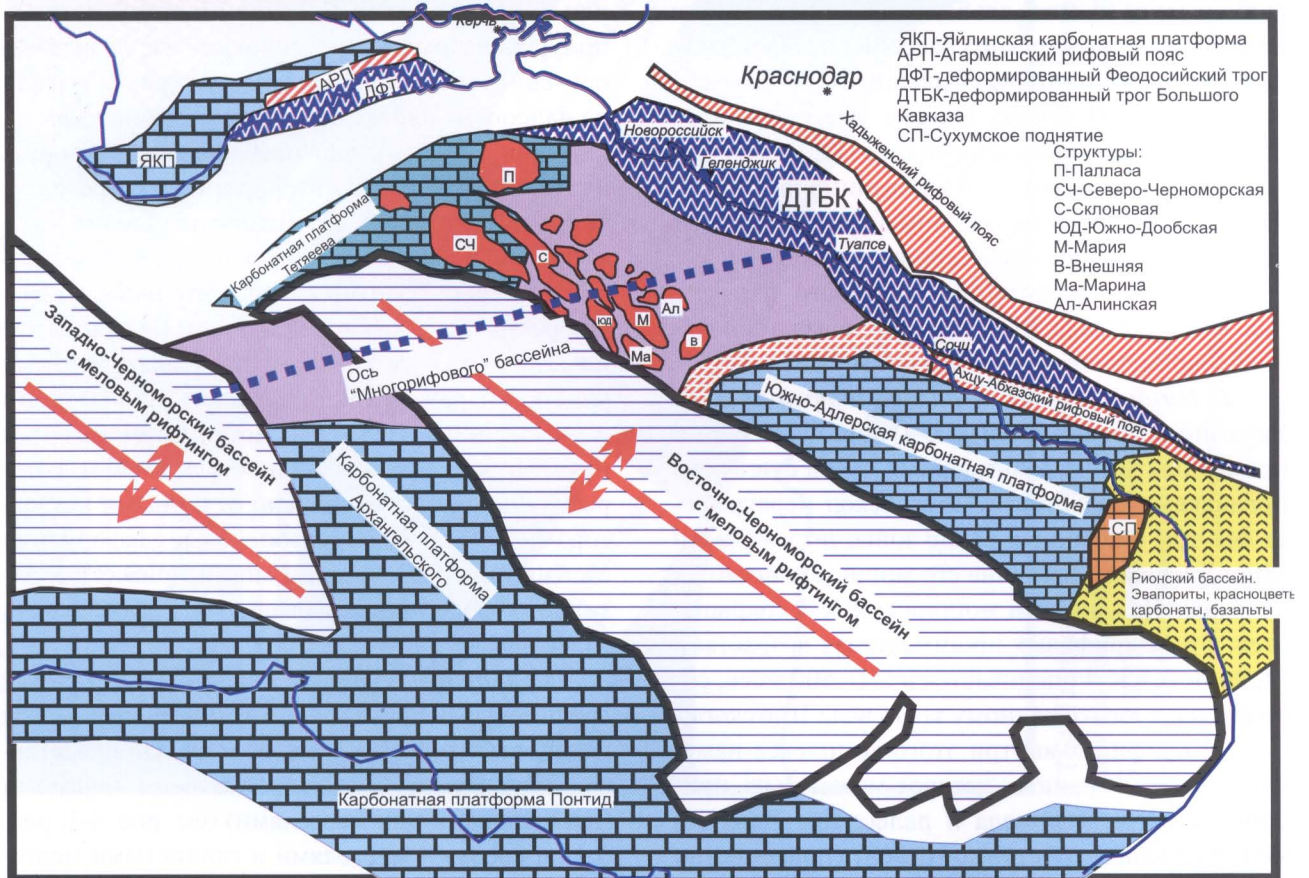 Керчь
Краснодар
ЯКП-Яйлинская карбонатная платформа
АРП-Агармышский рифовый пояс
ДФТ-деформированный Феодосийский трог
ДТБК-деформированный трог Большого
Кавказа
СП-Сухумское поднятие
Структуры:
П-Палласа
СЧ-Северо-Черноморская
С-Склоновая
ЮД-Южно-Дообская
М-Мария
В-Внешняя
Ма-Марина
Ал-Алинская
АРП
ДФТ
ЯКП
Хадыженский рифовый пояс
Новороссийск
Геленджик
ДТБК
Туапсе
Сочи
П
СЧ
С
ЮД
М
Ал
Ма
В
Карбонатная платформа
Тетяева
Западно-Черноморский бассейн
с меловым рифтингом
Ось
"Многорифового" бассейна
Карбонатная платформа
Архангельского
Восточно-Черноморский бассейн
с меловым рифтингом
Южно-Адлерская карбонатная платформа
Ахцу-Абхазский рифовый пояс
СП
Рионский бассейн.
Эвапориты, красноцветы
карбонаты, базальты
Карбонатная платформа Понтид